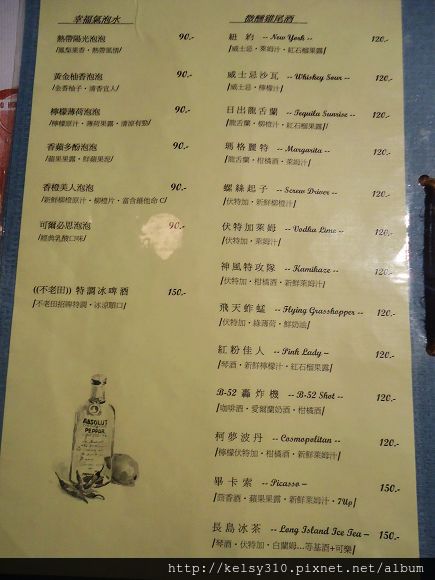 幸福氣泡水
熱帶陽光泡泡 90.-
/鳳梨果香・熱帶風情/
黃金柚香泡泡 90.-
/金香柚子・清香宜人/
檸檬薄荷泡泡 90.-
/檸檬原汁・薄荷果露・清涼有勁/
香蘋多酚泡泡 90.-
/蘋果果露・鮮蘋果泥/
香橙美人泡泡 90.-
/新鮮柳橙原汁・柳橙片・富含維他命C/
可爾必思泡泡 90.-
/經典乳酸口味/
((不老田)) 特調冰啤酒 150.-
/不老田招牌特調・冰涼順口/
ABSOLUT
PEPPAR
微醺雞尾酒
紐約 -- New York -- 120.-
/威士忌・萊姆汁・紅石榴果露/
威士忌沙瓦 -- Whiskey Sour -- 120.-
/威士忌・檸檬汁/
日出龍舌蘭 -- Tequila Sunrise -- 120.-
/龍舌蘭・柳橙汁・紅石榴果露/
瑪格麗特 -- Margarita -- 120.-
/龍舌蘭・柑橘酒・萊姆汁/
螺絲起子 -- Screw Driver -- 120.-
/伏特加・新鮮柳橙汁/
伏特加萊姆 -- Vodka Lime -- 120.-
/伏特加・萊姆汁/
神風特攻隊 -- Kamikaze -- 120.-
/伏特加・柑橘酒・新鮮萊姆汁/
飛天蚱蜢 -- Flying Grasshopper -- 120.-
/伏特加・綠薄荷・鮮奶油/
紅粉佳人 -- Pink Lady – 120.-
/琴酒・新鮮檸檬汁・紅石榴果露/
B-52 轟炸機 -- B-52 Shot -- 120.-
/咖啡酒・愛爾蘭奶酒・柑橘酒/
柯夢波丹 -- Cosmopolitan -- 120.-
/檸檬伏特加・柑橘酒・新鮮萊姆汁/
畢卡索 -- Picasso – 150.-
/茴香酒・蘋果果露・新鮮萊姆汁・7Up/
長島冰茶 -- Long Island Ice Tea – 150.-
/琴酒・伏特加・白蘭姆...等基酒+可樂/
http://kelsy310.pixnet.net/album